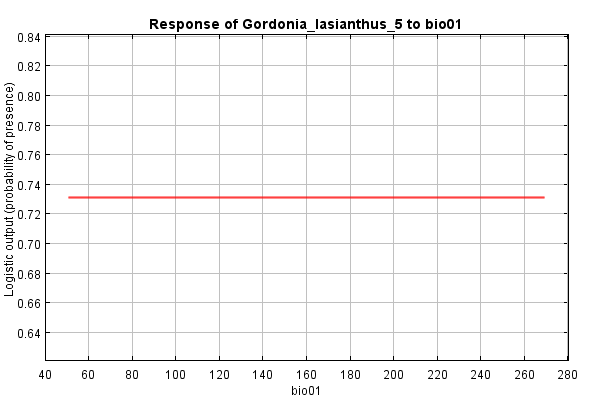 Response of Gordonia_lasianthus_5 to bio01
Logistic output (probability of presence)
0.84
0.82
0.80
0.78
0.76
0.74
0.72
0.70
0.68
0.66
0.64
40 60 80 100 120 140 160 180 200 220 240 260 280
bio01